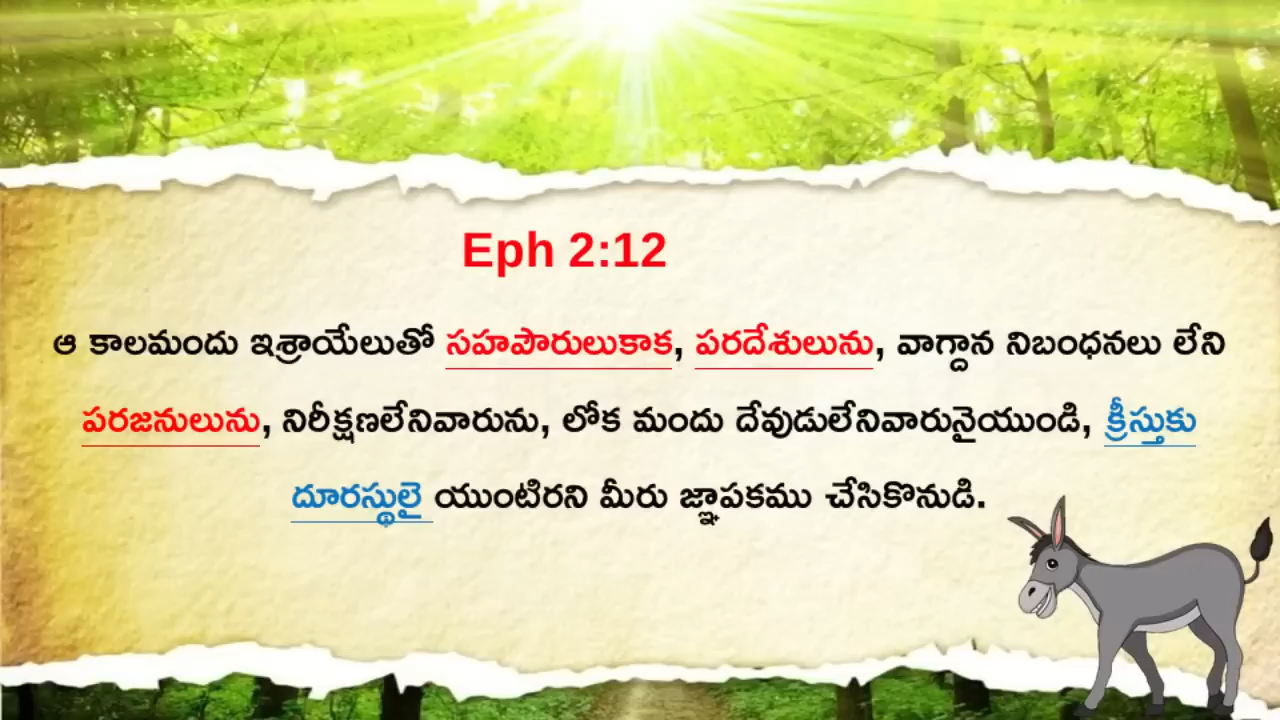 Eph 2:12
ఆ కాలమందు ఇశ్రాయేలుతో సహపౌరులుకాక, పరదేశులును, వాగ్దాన నిబంధనలు లేని
పరజనులును, నిరీక్షణలేనివారును, లోక మందు దేవుడులేనివారునైయుండి, క్రీస్తుకు
దూరస్థులై యుంటిరని మీరు జ్ఞాపకము చేసికొనుడి.